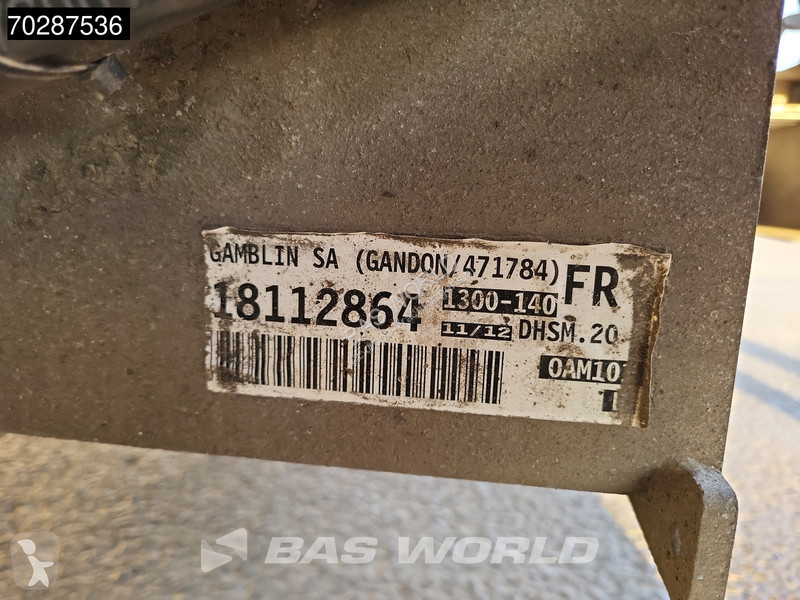 70287536
GAMBLIN SA (GANDON/471784) FR
18112864 1300-140
11/12 DHSM.20
OAM10
BAS WORLD